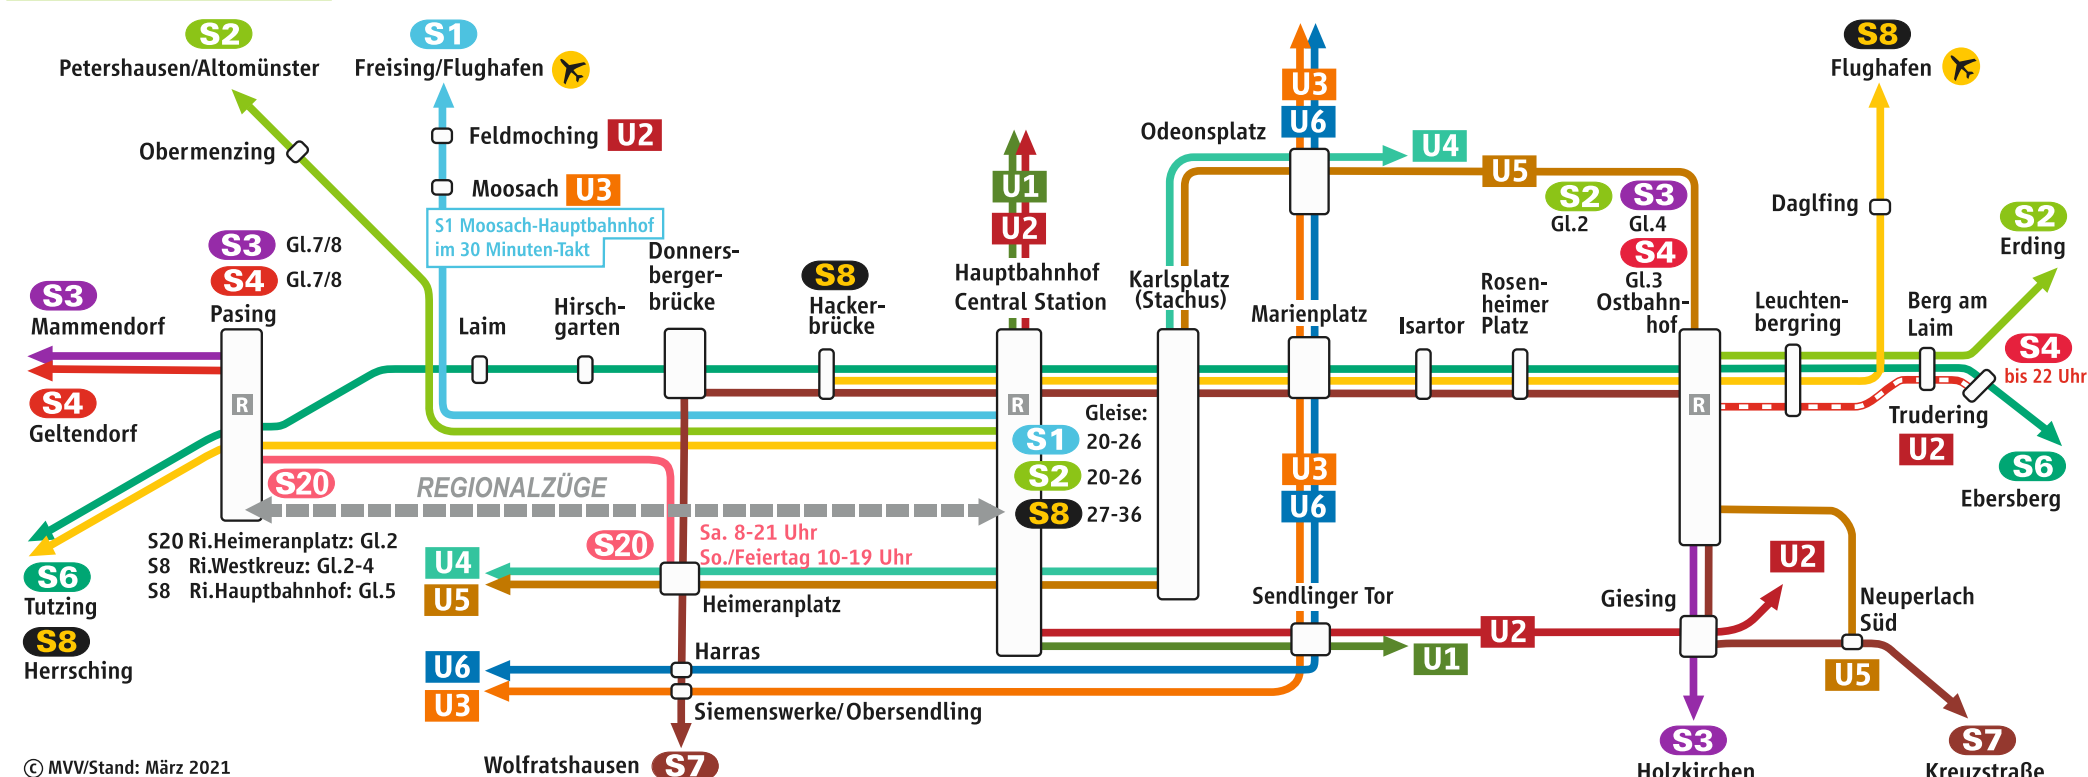 S2
Petershausen/Altomünster
S1
Freising/Flughafen
U3
U6
S8
Flughafen
Obermenzing
Feldmoching U2
Moosach U3
S1 Moosach-Hauptbahnhof
im 30 Minuten-Takt
Odeonsplatz
U4
U5
U1
U2
S2
Gl.2
S3
Gl.4
S4
Gl.3
Daglfing
S2
Erding
S3 Gl.7/8
S4 Gl.7/8
Pasing
S3
Mammendorf
S4
Geltendorf
Laim
Hirsch-
garten
Donners-
berger-
brücke
S8
Hacker-
brücke
Hauptbahnhof
Central Station
Karlsplatz
(Stachus)
Marienplatz
Isartor
Rosen-
heimer
Platz
Ostbahn-
hof
Leuchten-
bergring
Berg am
Laim
S4
bis 22 Uhr
Trudering
U2
S6
Ebersberg
R
R
R
Gleise:
S1 20-26
S2 20-26
S8 27-36
U3
U6
S20
REGIONALZÜGE
S20
Sa. 8-21 Uhr
So./Feiertag 10-19 Uhr
S20 Ri.Heimeranplatz: Gl.2
S8 Ri.Westkreuz: Gl.2-4
S8 Ri.Hauptbahnhof: Gl.5
S6
Tutzing
S8
Herrsching
U4
U5
Heimeranplatz
Sendlinger Tor
Giesing
U2
Neuperlach
Süd
U5
U2
U1
Harras
U6
U3
Siemenswerke/Obersendling
Wolfratshausen S7
S3
Holzkirchen
S7
Kreuzstraße
© MVV/Stand: März 2021